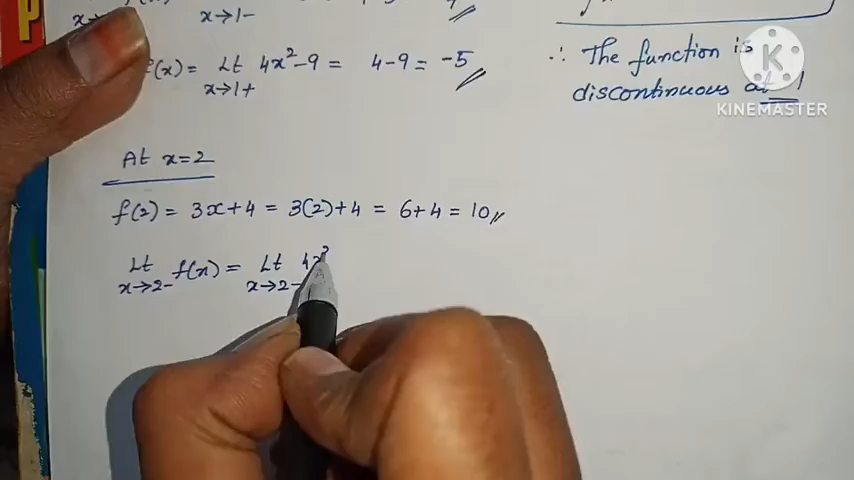 x→1-
Lt 4x²-9 = 4-9 = -5
x→1+
∴ The function is
discontinuous at 1
KINEMASTER
At x=2
f(2) = 3x+4 = 3(2)+4 = 6+4 = 10
Lt f(x) = Lt 4x²
x→2- x→2-